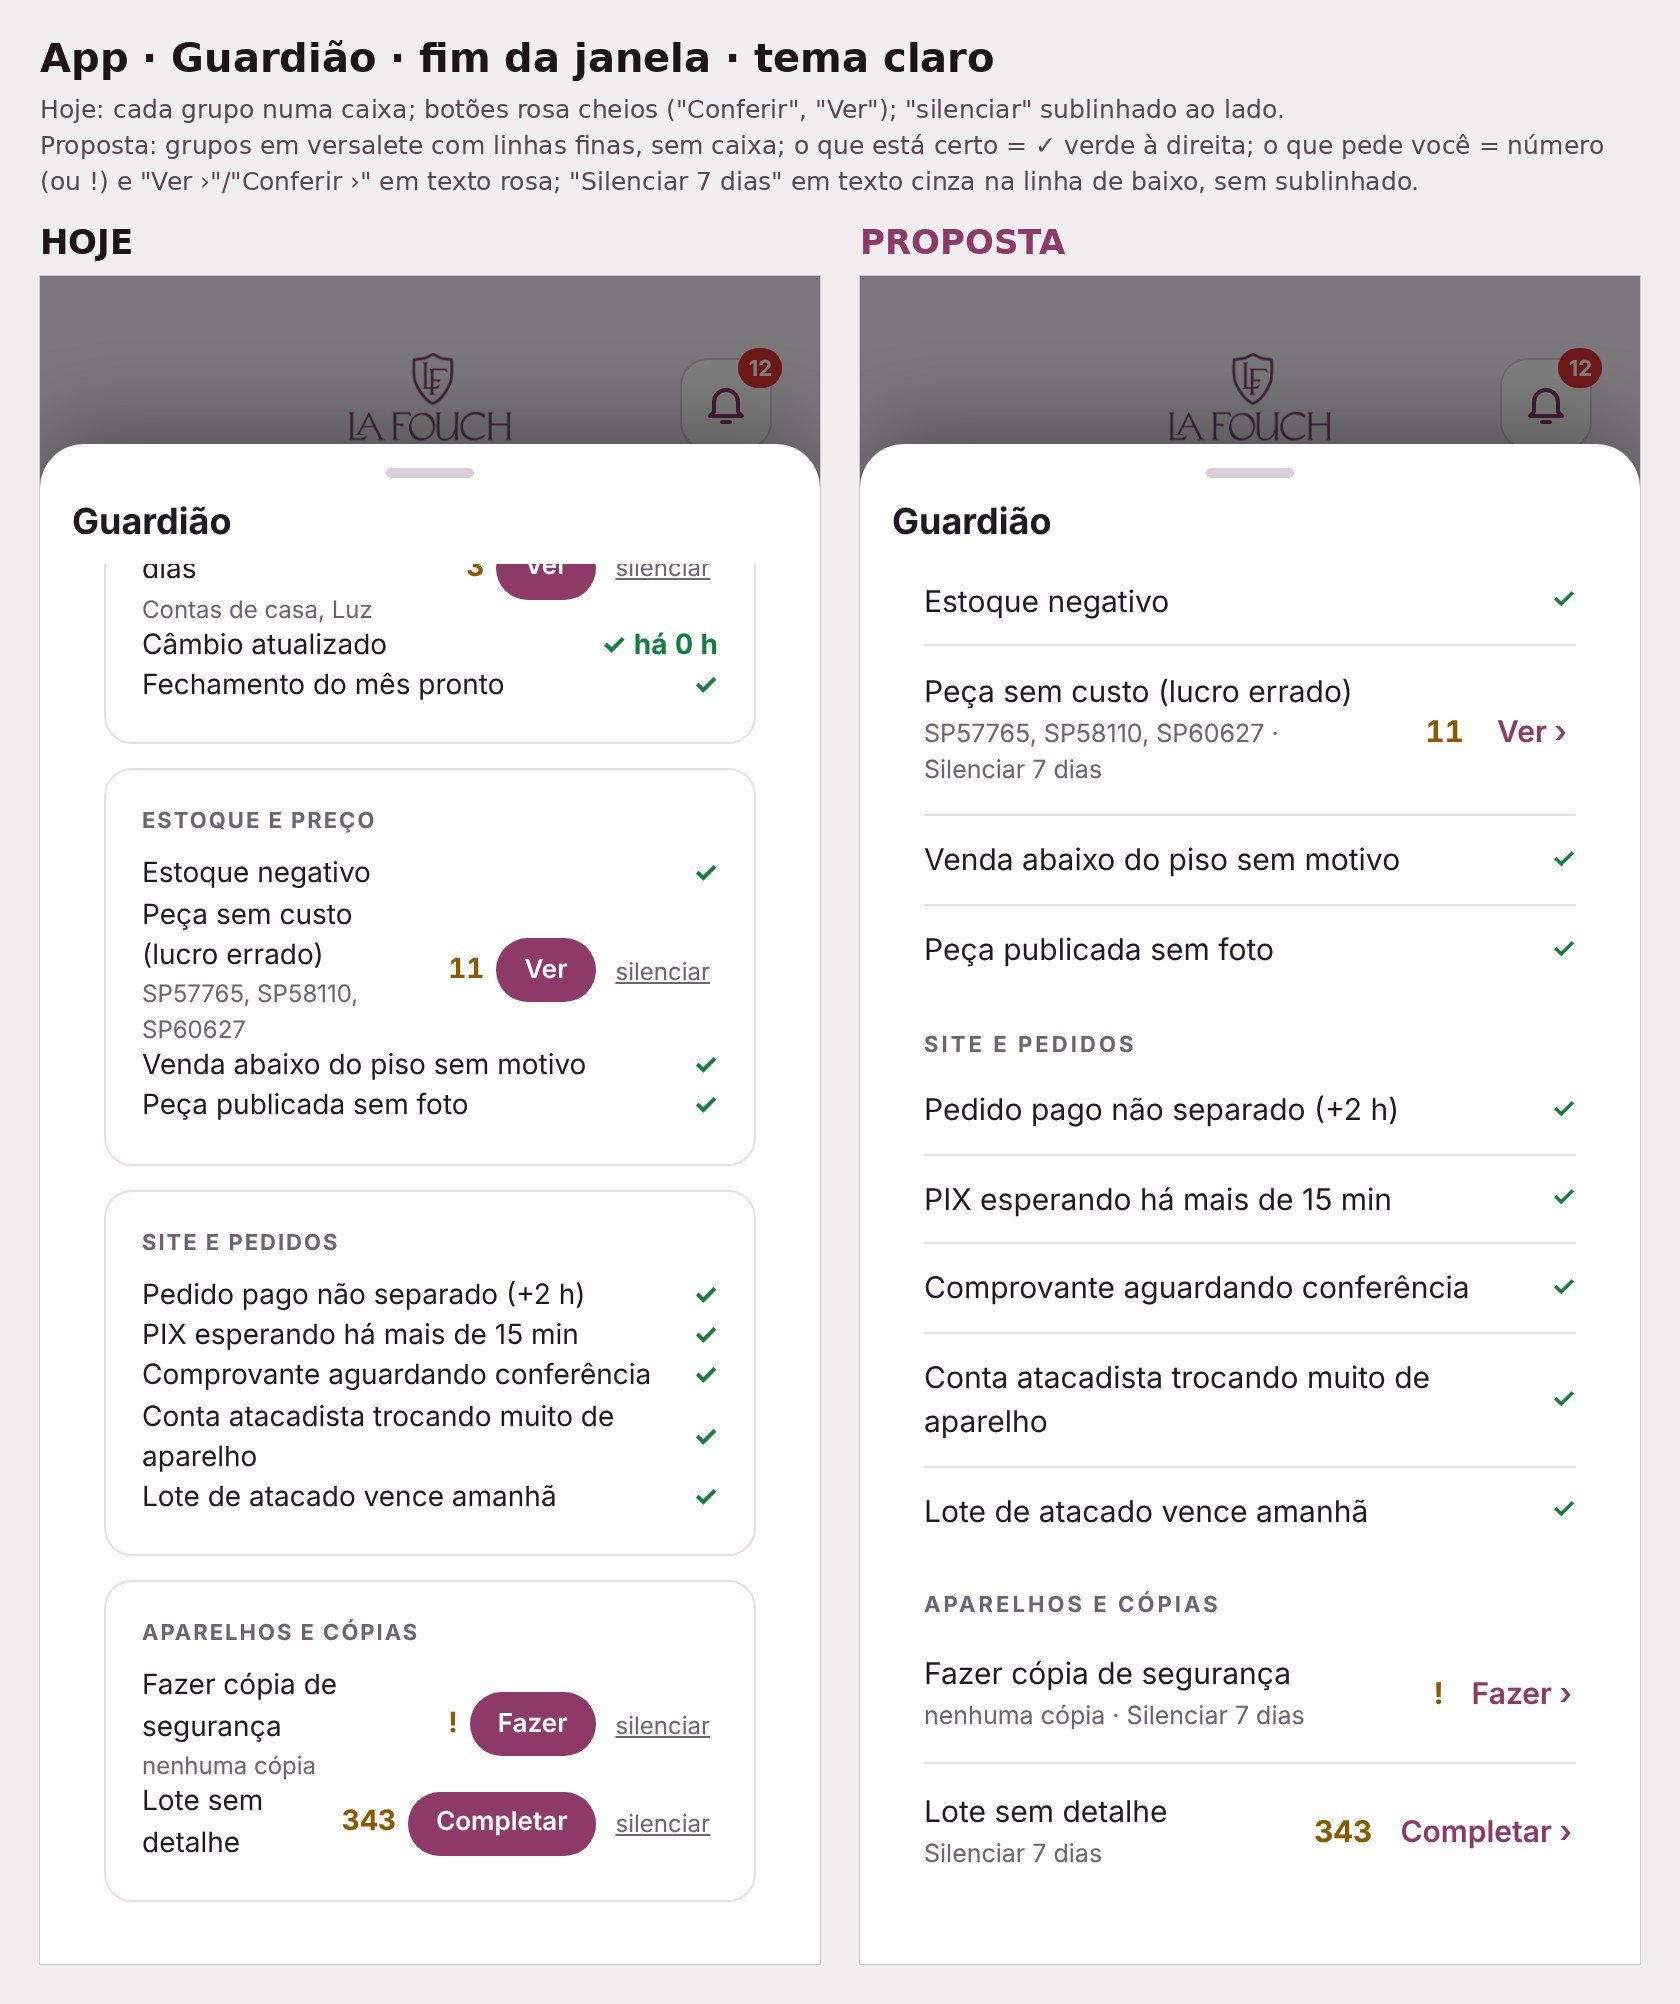 App · Guardião · fim da janela · tema claro
Hoje: cada grupo numa caixa; botões rosa cheios ("Conferir", "Ver"); "silenciar" sublinhado ao lado.
Proposta: grupos em versalete com linhas finas, sem caixa; o que está certo = ✓ verde à direita; o que pede você = número
(ou !) e "Ver ›"/"Conferir ›" em texto rosa; "Silenciar 7 dias" em texto cinza na linha de baixo, sem sublinhado.
HOJE
12
LF
LA FOUCH
Guardião
dias 3 Ver silenciar
Contas de casa, Luz
Câmbio atualizado ✓ há 0 h
Fechamento do mês pronto ✓
ESTOQUE E PREÇO
Estoque negativo ✓
Peça sem custo
(lucro errado) 11 Ver silenciar
SP57765, SP58110,
SP60627
Venda abaixo do piso sem motivo ✓
Peça publicada sem foto ✓
SITE E PEDIDOS
Pedido pago não separado (+2 h) ✓
PIX esperando há mais de 15 min ✓
Comprovante aguardando conferência ✓
Conta atacadista trocando muito de
aparelho ✓
Lote de atacado vence amanhã ✓
APARELHOS E CÓPIAS
Fazer cópia de
segurança ! Fazer silenciar
nenhuma cópia
Lote sem
detalhe 343 Completar silenciar
PROPOSTA
12
LF
LA FOUCH
Guardião
Estoque negativo ✓
Peça sem custo (lucro errado)
SP57765, SP58110, SP60627 · 11 Ver ›
Silenciar 7 dias
Venda abaixo do piso sem motivo ✓
Peça publicada sem foto ✓
SITE E PEDIDOS
Pedido pago não separado (+2 h) ✓
PIX esperando há mais de 15 min ✓
Comprovante aguardando conferência ✓
Conta atacadista trocando muito de
aparelho ✓
Lote de atacado vence amanhã ✓
APARELHOS E CÓPIAS
Fazer cópia de segurança ! Fazer ›
nenhuma cópia · Silenciar 7 dias
Lote sem detalhe 343 Completar ›
Silenciar 7 dias